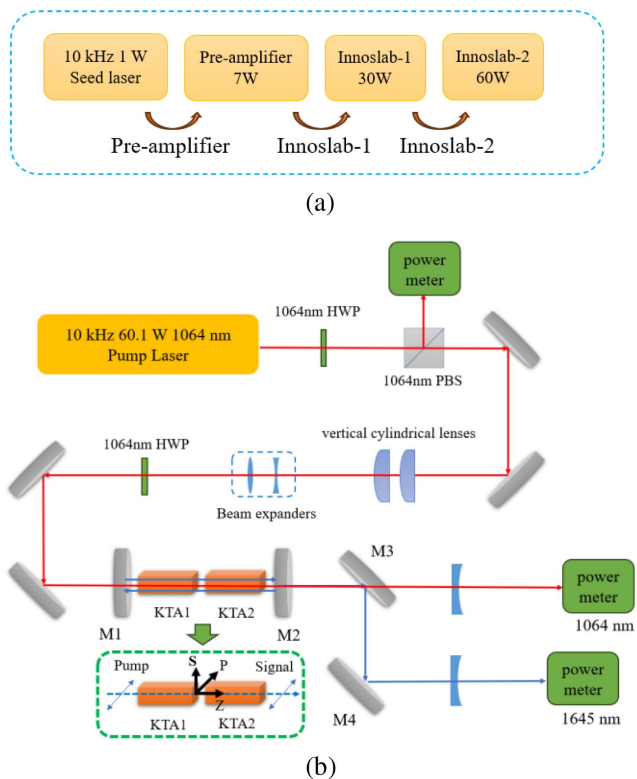 10 kHz 1 W
Seed laser
Pre-amplifier
7W
Innoslab-1
30W
Innoslab-2
60W
Pre-amplifier
Innoslab-1
Innoslab-2
(a)
power
meter
1064nm HWP
10 kHz 60.1 W 1064 nm
Pump Laser
1064nm PBS
vertical cylindrical lenses
1064nm HWP
Beam expanders
M3
KTA1
KTA2
M1
M2
power
meter
1064 nm
Pump
S
P
Signal
Z
KTA1
KTA2
M4
power
meter
1645 nm
(b)